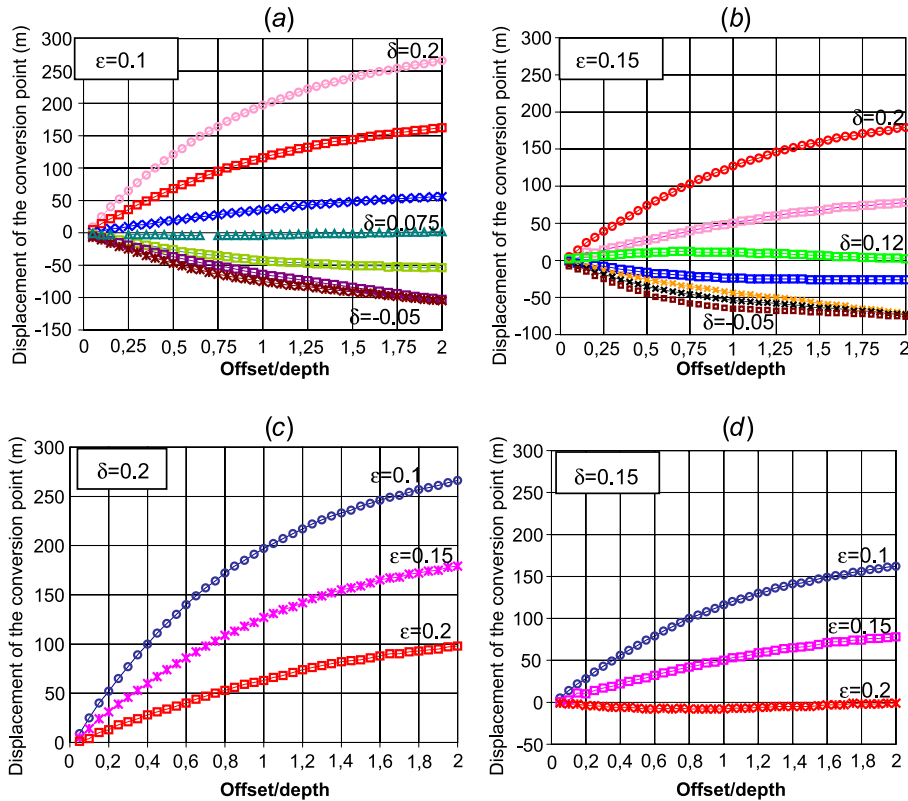 (a)
Displacement of the conversion point (m)
300
250
200
150
100
50
0
-50
-100
-150
ε=0.1
δ=0.2
δ=0.075
δ=-0.05
0 0,25 0,5 0,75 1 1,25 1,5 1,75 2
Offset/depth
(b)
Displacement of the conversion point (m)
300
250
200
150
100
50
0
-50
-100
ε=0.15
δ=0.2
δ=0.12
δ=-0.05
0 0,25 0,5 0,75 1 1,25 1,5 1,75 2
Offset/depth
(c)
Displacement of the conversion point (m)
300
250
200
150
100
50
0
δ=0.2
ε=0.1
ε=0.15
ε=0.2
0 0,2 0,4 0,6 0,8 1 1,2 1,4 1,6 1,8 2
Offset/depth
(d)
Displacement of the conversion point (m)
300
250
200
150
100
50
0
-50
δ=0.15
ε=0.1
ε=0.15
ε=0.2
0 0,2 0,4 0,6 0,8 1 1,2 1,4 1,6 1,8 2
Offset/depth